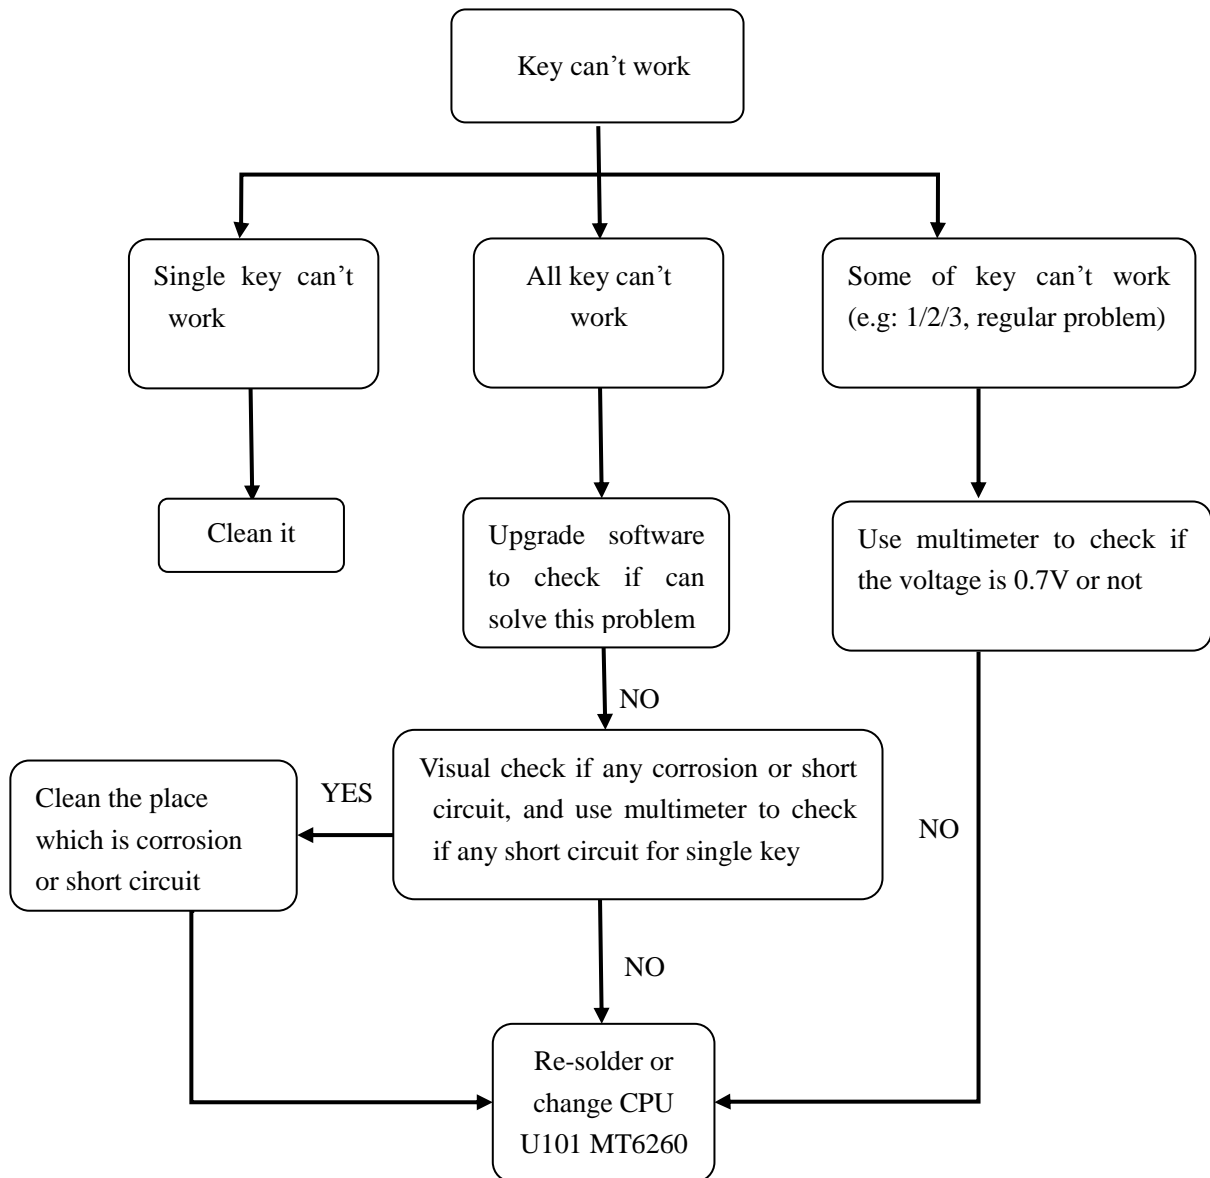 Key can’t work
Single key can’t
work
All key can’t
work
Some of key can’t work
(e.g: 1/2/3, regular problem)
Clean it
Upgrade software
to check if can
solve this problem
Use multimeter to check if
the voltage is 0.7V or not
NO
Visual check if any corrosion or short
circuit, and use multimeter to check
if any short circuit for single key
YES
Clean the place
which is corrosion
or short circuit
NO
NO
Re-solder or
change CPU
U101 MT6260